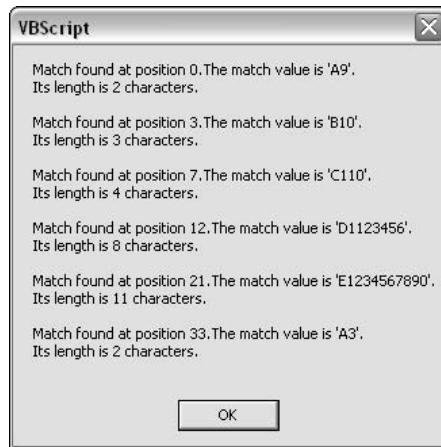 VBScript
Match found at position 0.The match value is 'A9'.
Its length is 2 characters.
Match found at position 3.The match value is 'B10'.
Its length is 3 characters.
Match found at position 7.The match value is 'C110'.
Its length is 4 characters.
Match found at position 12.The match value is 'D1123456'.
Its length is 8 characters.
Match found at position 21.The match value is 'E1234567890'.
Its length is 11 characters.
Match found at position 33.The match value is 'A3'.
Its length is 2 characters.
OK